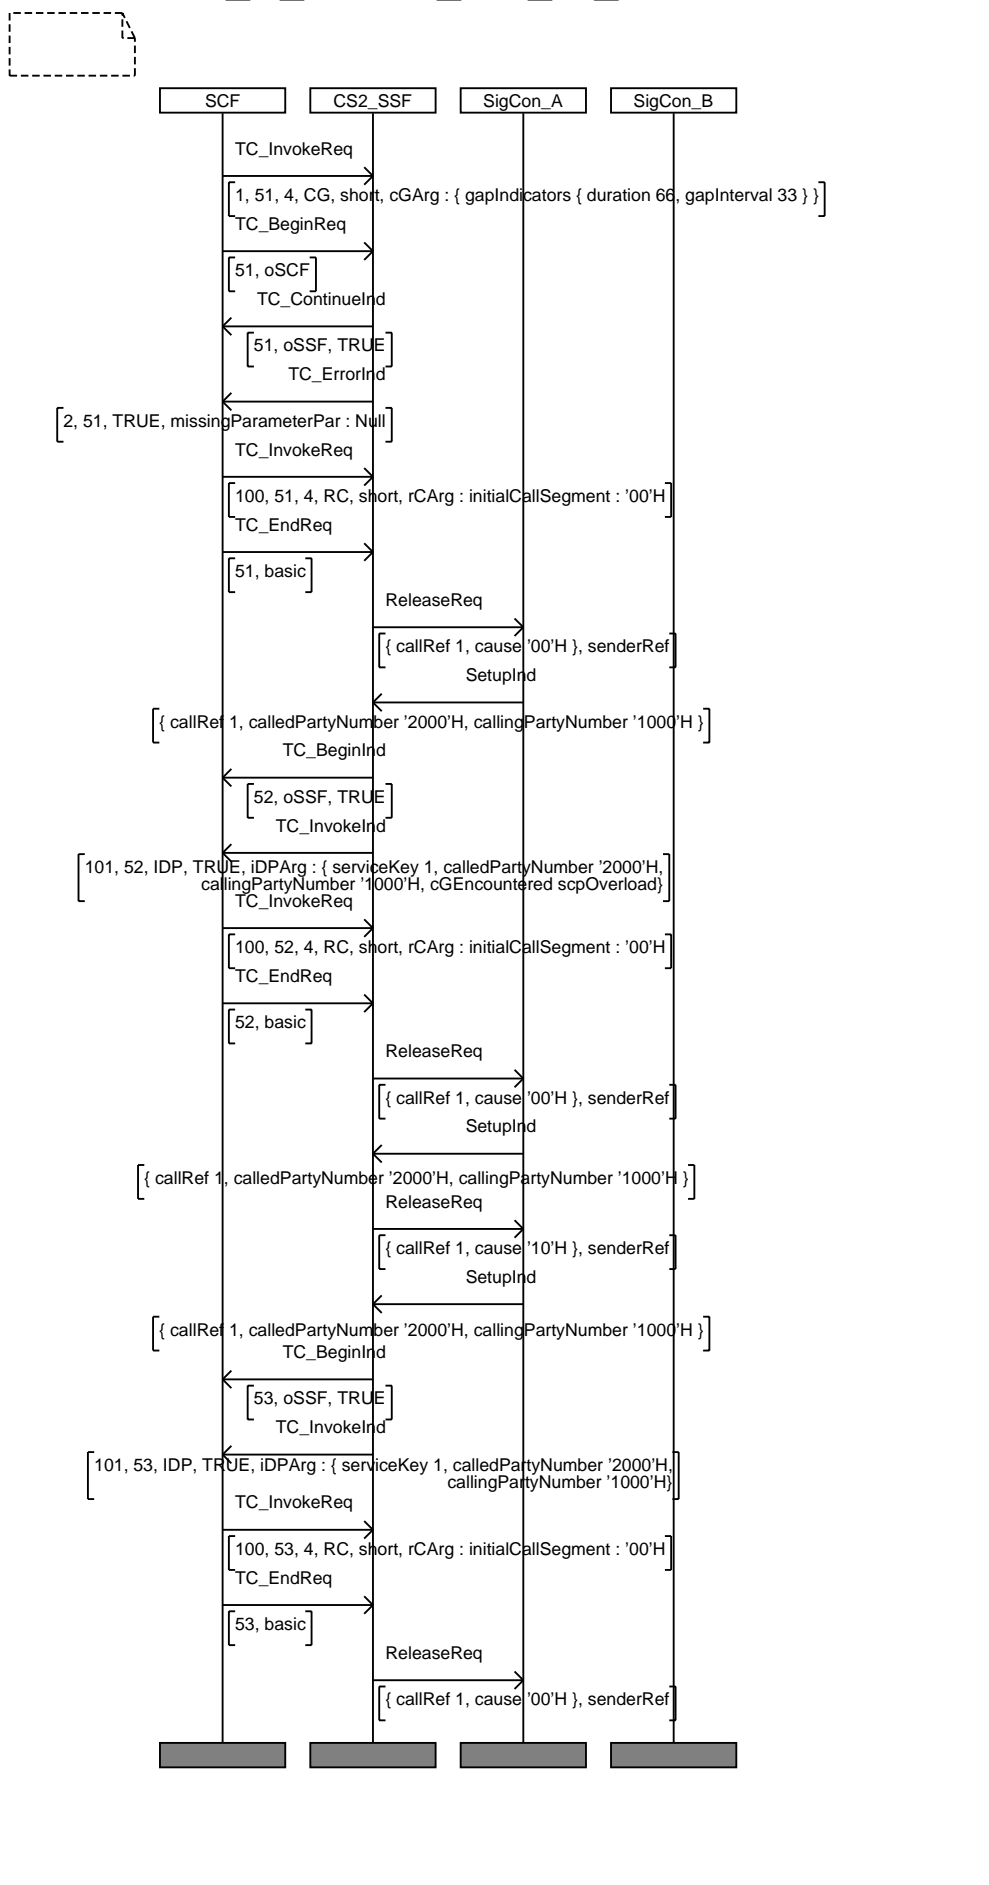 SCF
CS2_SSF
SigCon_A
SigCon_B
TC_InvokeReq
1, 51, 4, CG, short, cGArg : { gapIndicators { duration 66, gapInterval 33 } }
TC_BeginReq
51, oSCF
TC_ContinueInd
51, oSSF, TRUE
TC_ErrorInd
2, 51, TRUE, missingParameterPar : Null
TC_InvokeReq
100, 51, 4, RC, short, rCArg : initialCallSegment : ’00’H
TC_EndReq
51, basic
ReleaseReq
{ callRef 1, cause ’00’H }, senderRef
SetupInd
{ callRef 1, calledPartyNumber ’2000’H, callingPartyNumber ’1000’H }
TC_BeginInd
52, oSSF, TRUE
TC_InvokeInd
101, 52, IDP, TRUE, iDPArg : { serviceKey 1, calledPartyNumber ’2000’H,
callingPartyNumber ’1000’H, cGEncountered scpOverload}
TC_InvokeReq
100, 52, 4, RC, short, rCArg : initialCallSegment : ’00’H
TC_EndReq
52, basic
ReleaseReq
{ callRef 1, cause ’00’H }, senderRef
SetupInd
{ callRef 1, calledPartyNumber ’2000’H, callingPartyNumber ’1000’H }
ReleaseReq
{ callRef 1, cause ’10’H }, senderRef
SetupInd
{ callRef 1, calledPartyNumber ’2000’H, callingPartyNumber ’1000’H }
TC_BeginInd
53, oSSF, TRUE
TC_InvokeInd
101, 53, IDP, TRUE, iDPArg : { serviceKey 1, calledPartyNumber ’2000’H,
callingPartyNumber ’1000’H}
TC_InvokeReq
100, 53, 4, RC, short, rCArg : initialCallSegment : ’00’H
TC_EndReq
53, basic
ReleaseReq
{ callRef 1, cause ’00’H }, senderRef